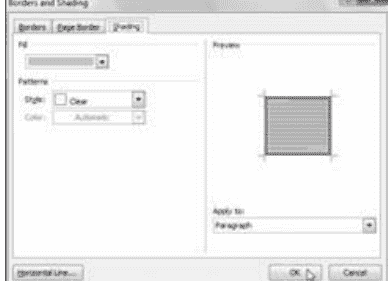 Borders and Shading
Borders Page Border Shading
Fill
Preview
Patterns
Style: Clear
Color: Automatic
Apply to:
Paragraph
Horizontal Line... OK Cancel